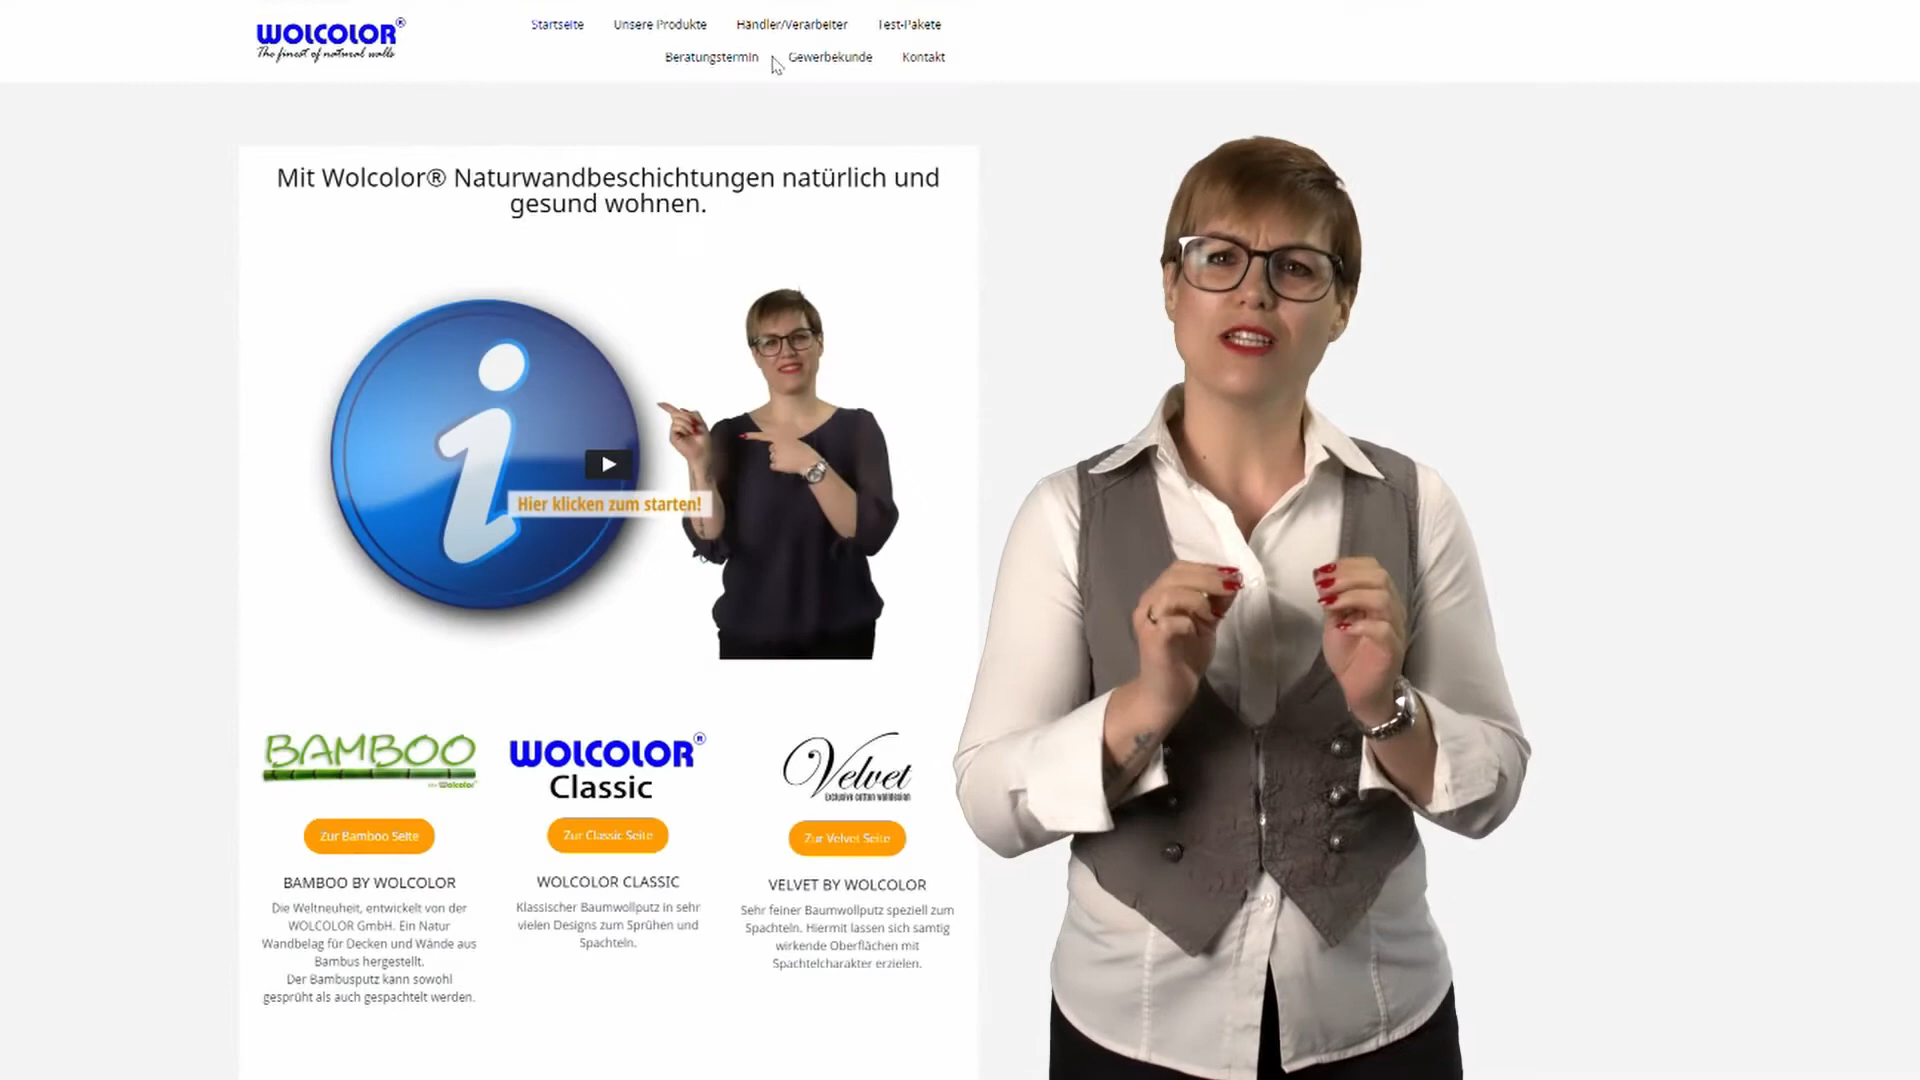 WOLCOLOR®
The finest of natural walls
Startseite Unsere Produkte Händler/Verarbeiter Test-Pakete
Beratungstermin Gewerbekunde Kontakt
Mit Wolcolor® Naturwandbeschichtungen natürlich und
gesund wohnen.
Hier klicken zum starten!
BAMBOO
by Wolcolor
Zur Bamboo Seite
BAMBOO BY WOLCOLOR
Die Weltneuheit, entwickelt von der
WOLCOLOR GmbH. Ein Natur
Wandbelag für Decken und Wände aus
Bambus hergestellt.
Der Bambusputz kann sowohl
gesprüht als auch gespachtelt werden.
WOLCOLOR®
Classic
Zur Classic Seite
WOLCOLOR CLASSIC
Klassischer Baumwollputz in sehr
vielen Designs zum Sprühen und
Spachteln.
Velvet
Exclusive cotton walldesign
Zur Velvet Seite
VELVET BY WOLCOLOR
Sehr feiner Baumwollputz speziell zum
Spachteln. Hiermit lassen sich samtig
wirkende Oberflächen mit
Spachtelcharakter erzielen.